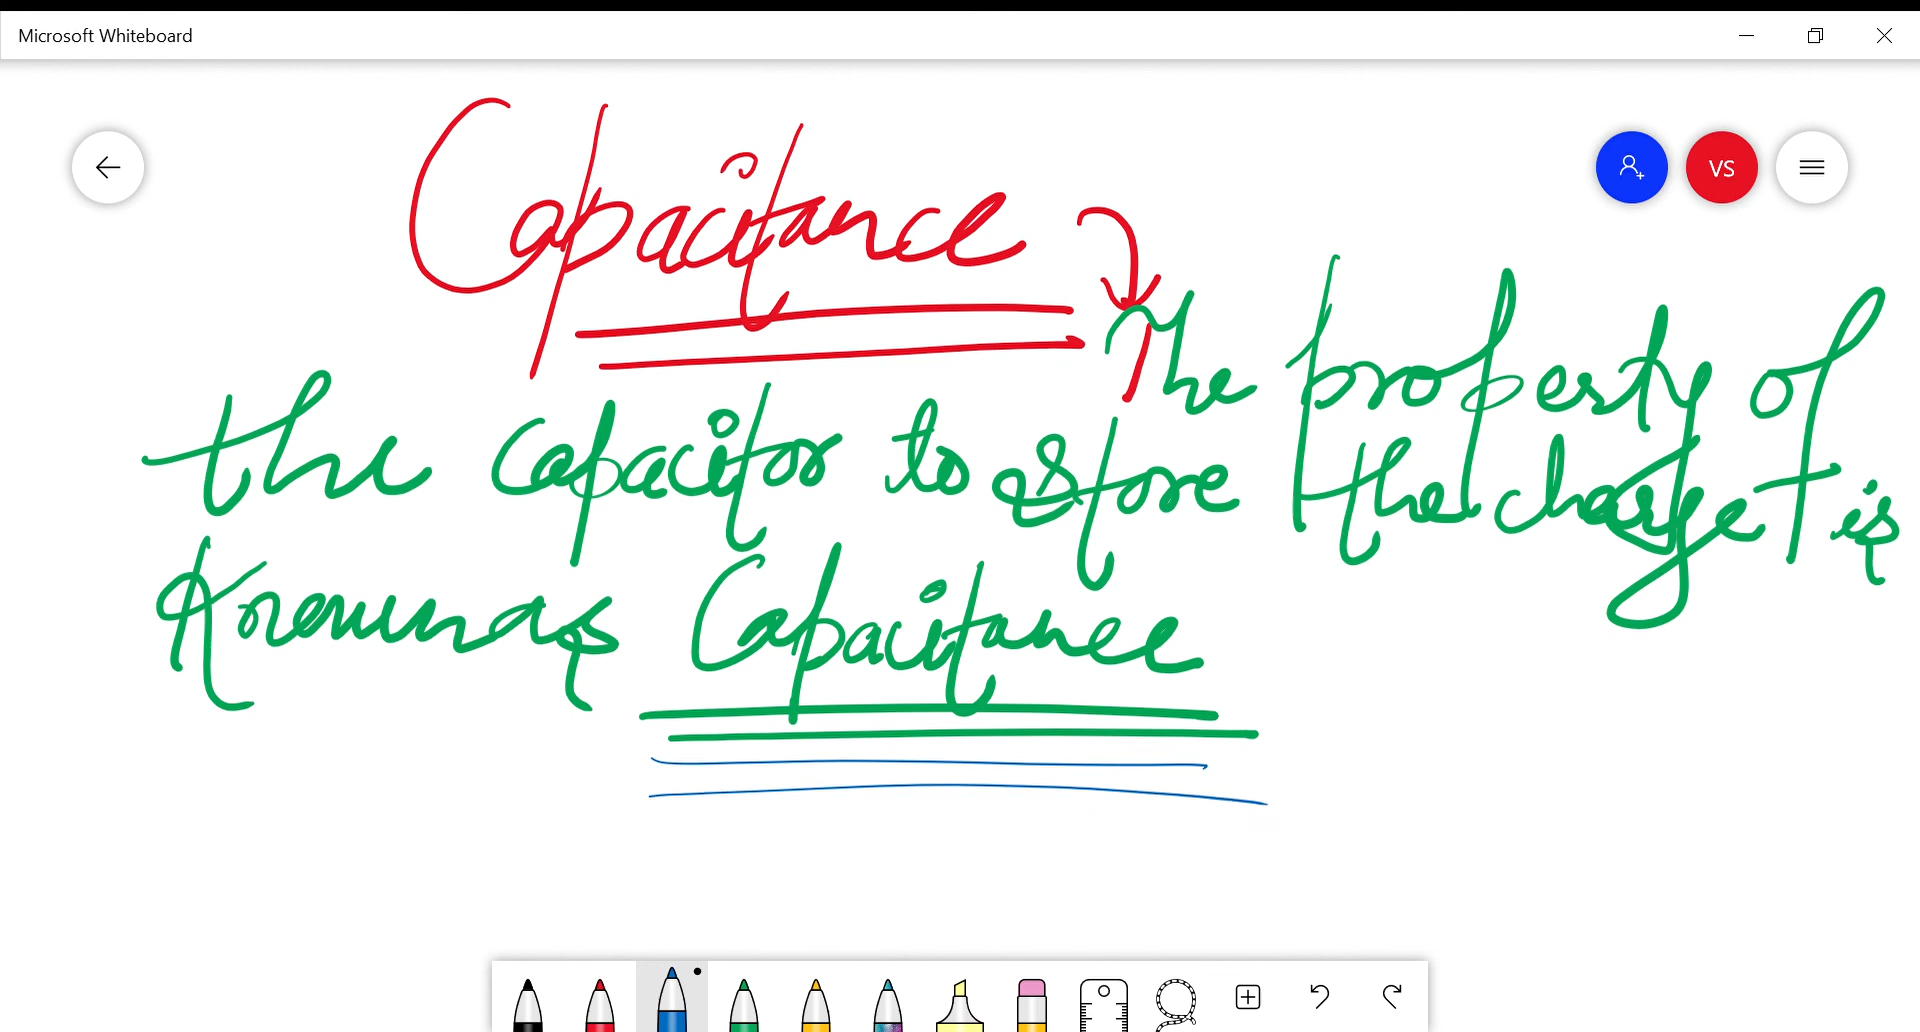 Microsoft Whiteboard
VS
Capacitance
The property of
the capacitor to store the charge is
Known as Capacitance